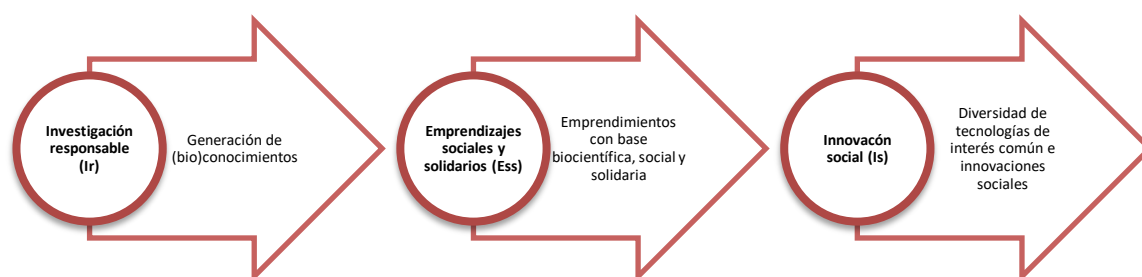 Investigación
responsable
(Ir)
Generación de
(bio)conocimientos
Emprendizajes
sociales y
solidarios (Ess)
Emprendimientos
con base
biocientífica, social y
solidaria
Innovacón
social (Is)
Diversidad de
tecnologías de
interés común e
innovaciones
sociales